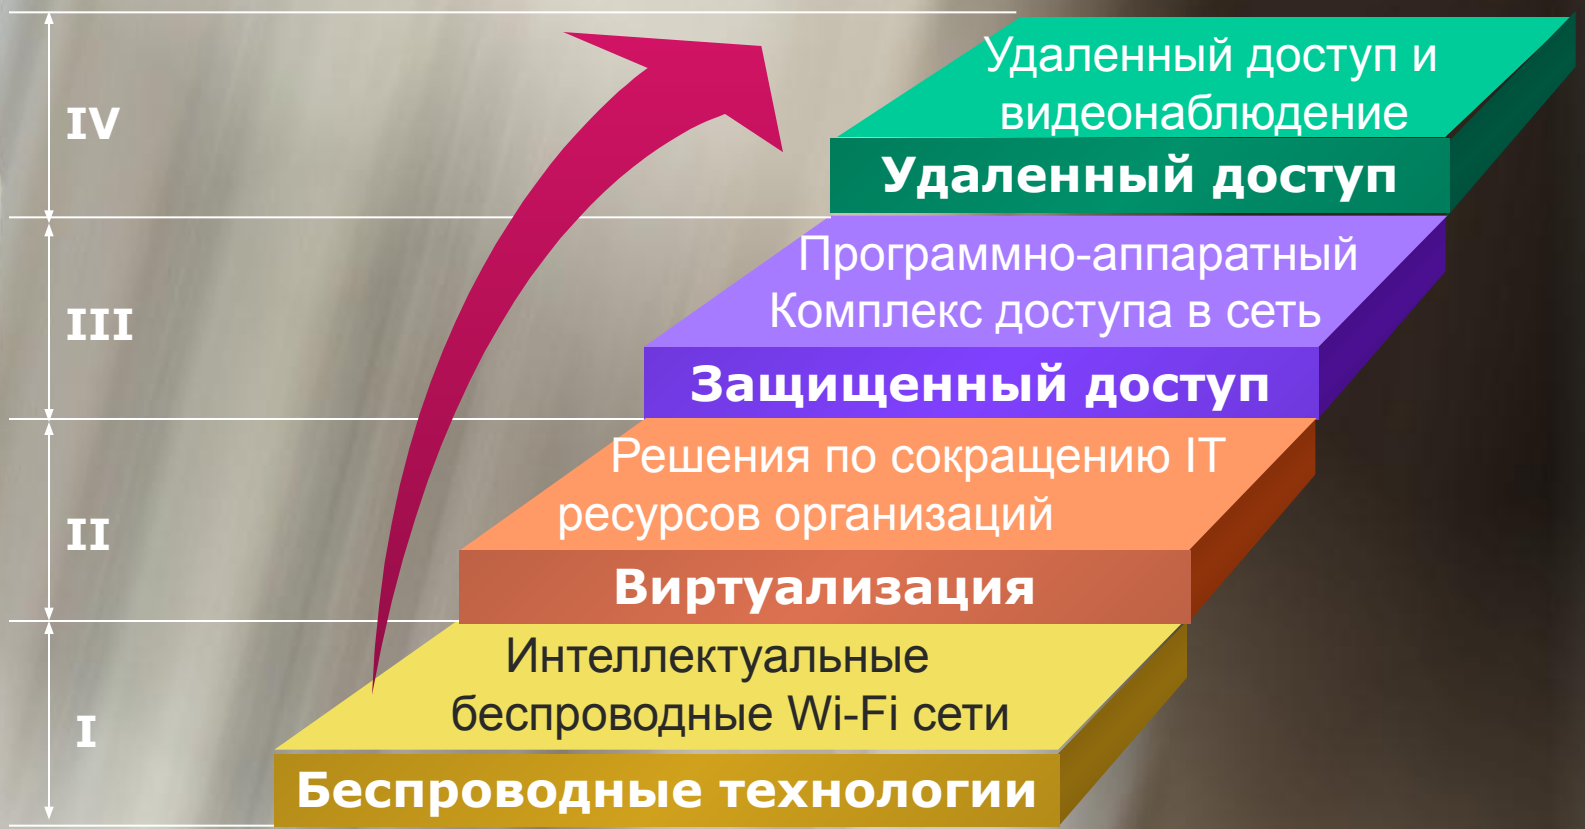 IV
Удаленный доступ и
видеонаблюдение
Удаленный доступ
III
Программно-аппаратный
Комплекс доступа в сеть
Защищенный доступ
II
Решения по сокращению IT
ресурсов организаций
Виртуализация
I
Интеллектуальные
беспроводные Wi-Fi сети
Беспроводные технологии